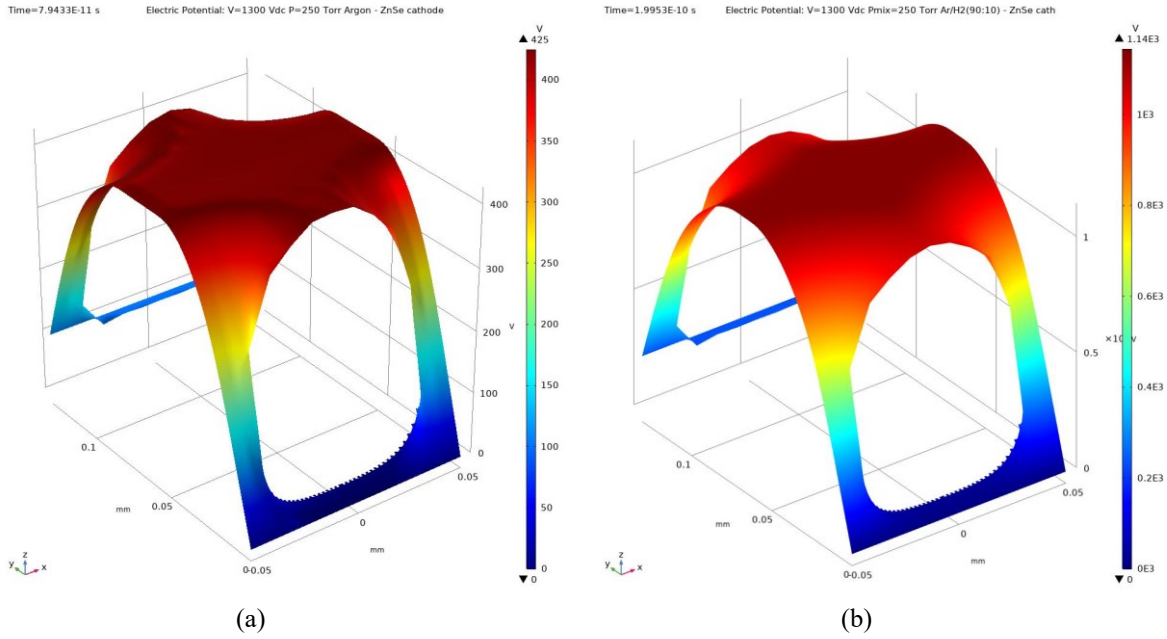 Time=7.9433E-11 s Electric Potential: V=1300 Vdc P=250 Torr Argon - ZnSe cathode
V
▲ 425
400
350
300
250
200
150
100
50
0
▼ 0
400
300
200
V
100
0
0.1
0.05
mm
0.05
0
mm
0-0.05
z
y x
(a)
Time=1.9953E-10 s Electric Potential: V=1300 Vdc Pmix=250 Torr Ar/H2(90:10) - ZnSe cath
V
▲ 1.14E3
1E3
0.8E3
0.6E3
0.4E3
0.2E3
0E3
▼ 0
1
0.5
0
0.1
0.05
mm
0.05
0
mm
0-0.05
z
y x
(b)